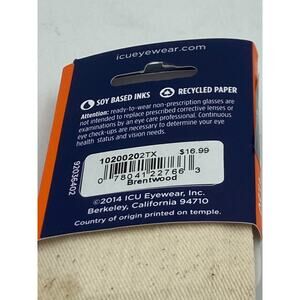 icueyewear.com
SOY BASED INKS
RECYCLED PAPER
Attention: ready-to-wear non-prescription glasses are
not intended to replace prescribed corrective lenses or
examinations by an eye care professional. Continuous
eye check-ups are necessary to determine your eye
health status and vision needs.
92036402
10200202TX $16.99
0 78041 22766 3
Brentwood
©2014 ICU Eyewear, Inc.
Berkeley, California 94710
Country of origin printed on temple.